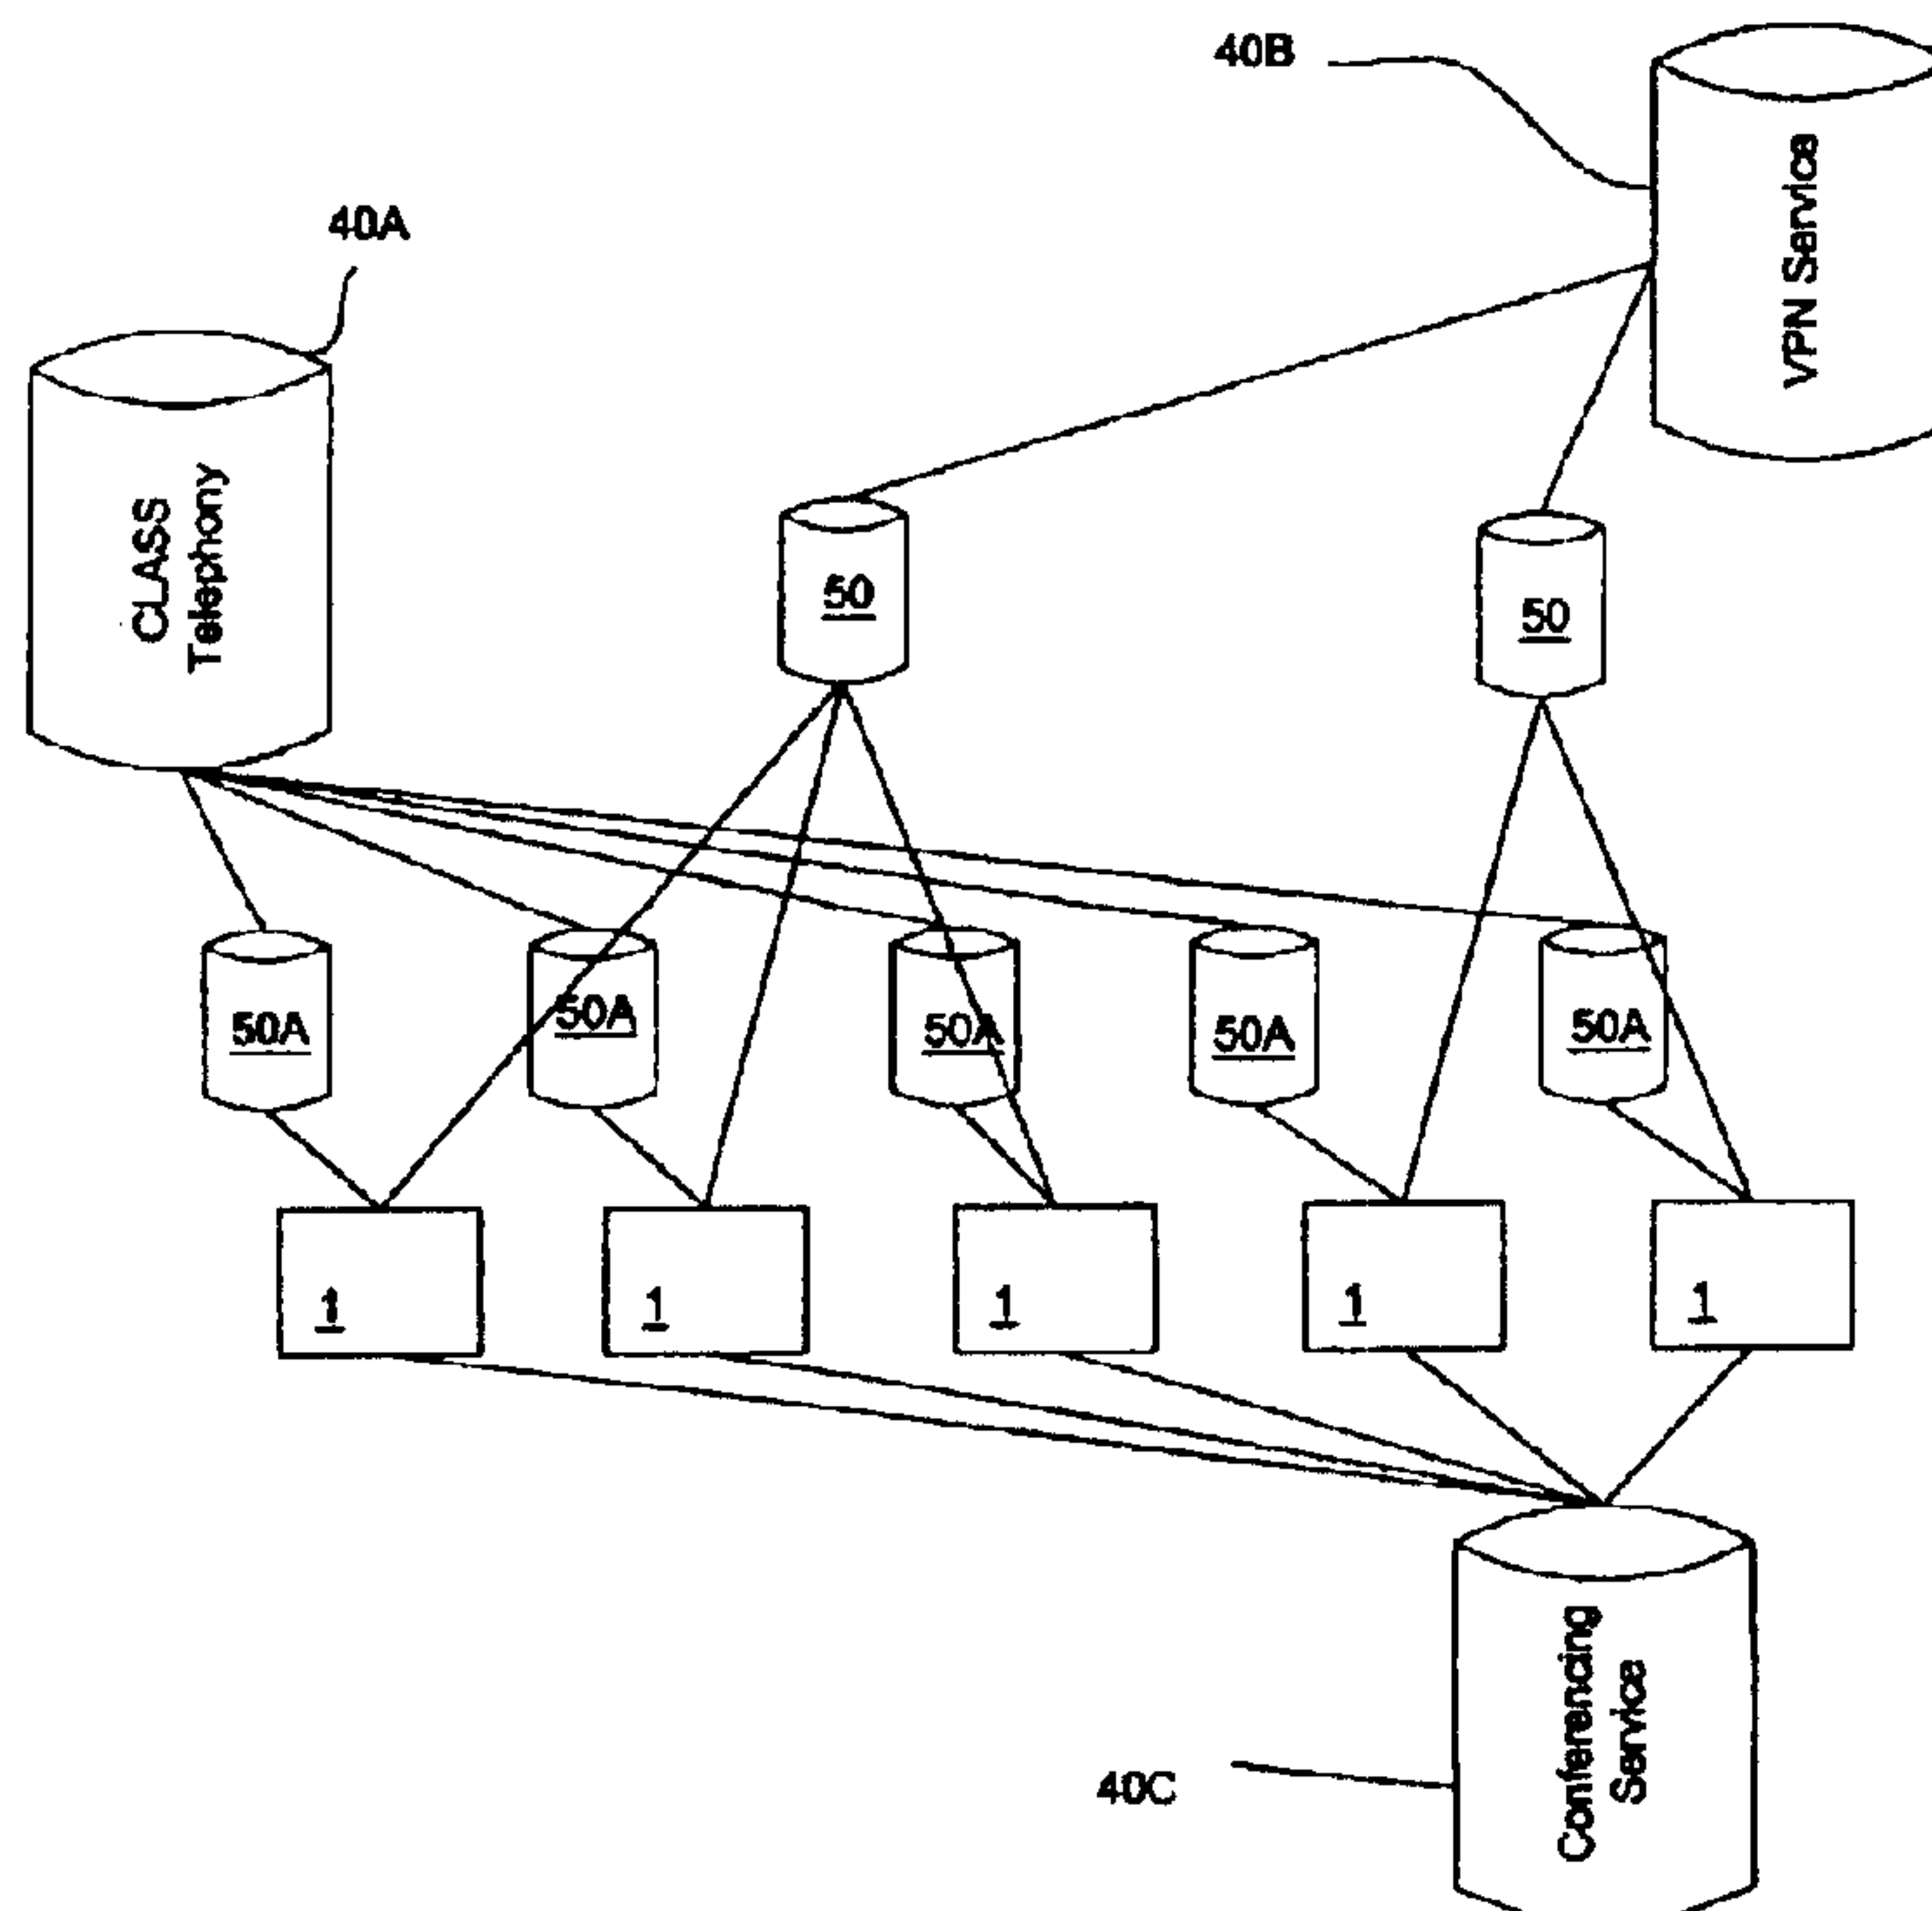 40B
VPN Service
40A
CLASS
Telephony
50
50
50A
50A
50A
50A
50A
1
1
1
1
1
Conferencing
Service
40C